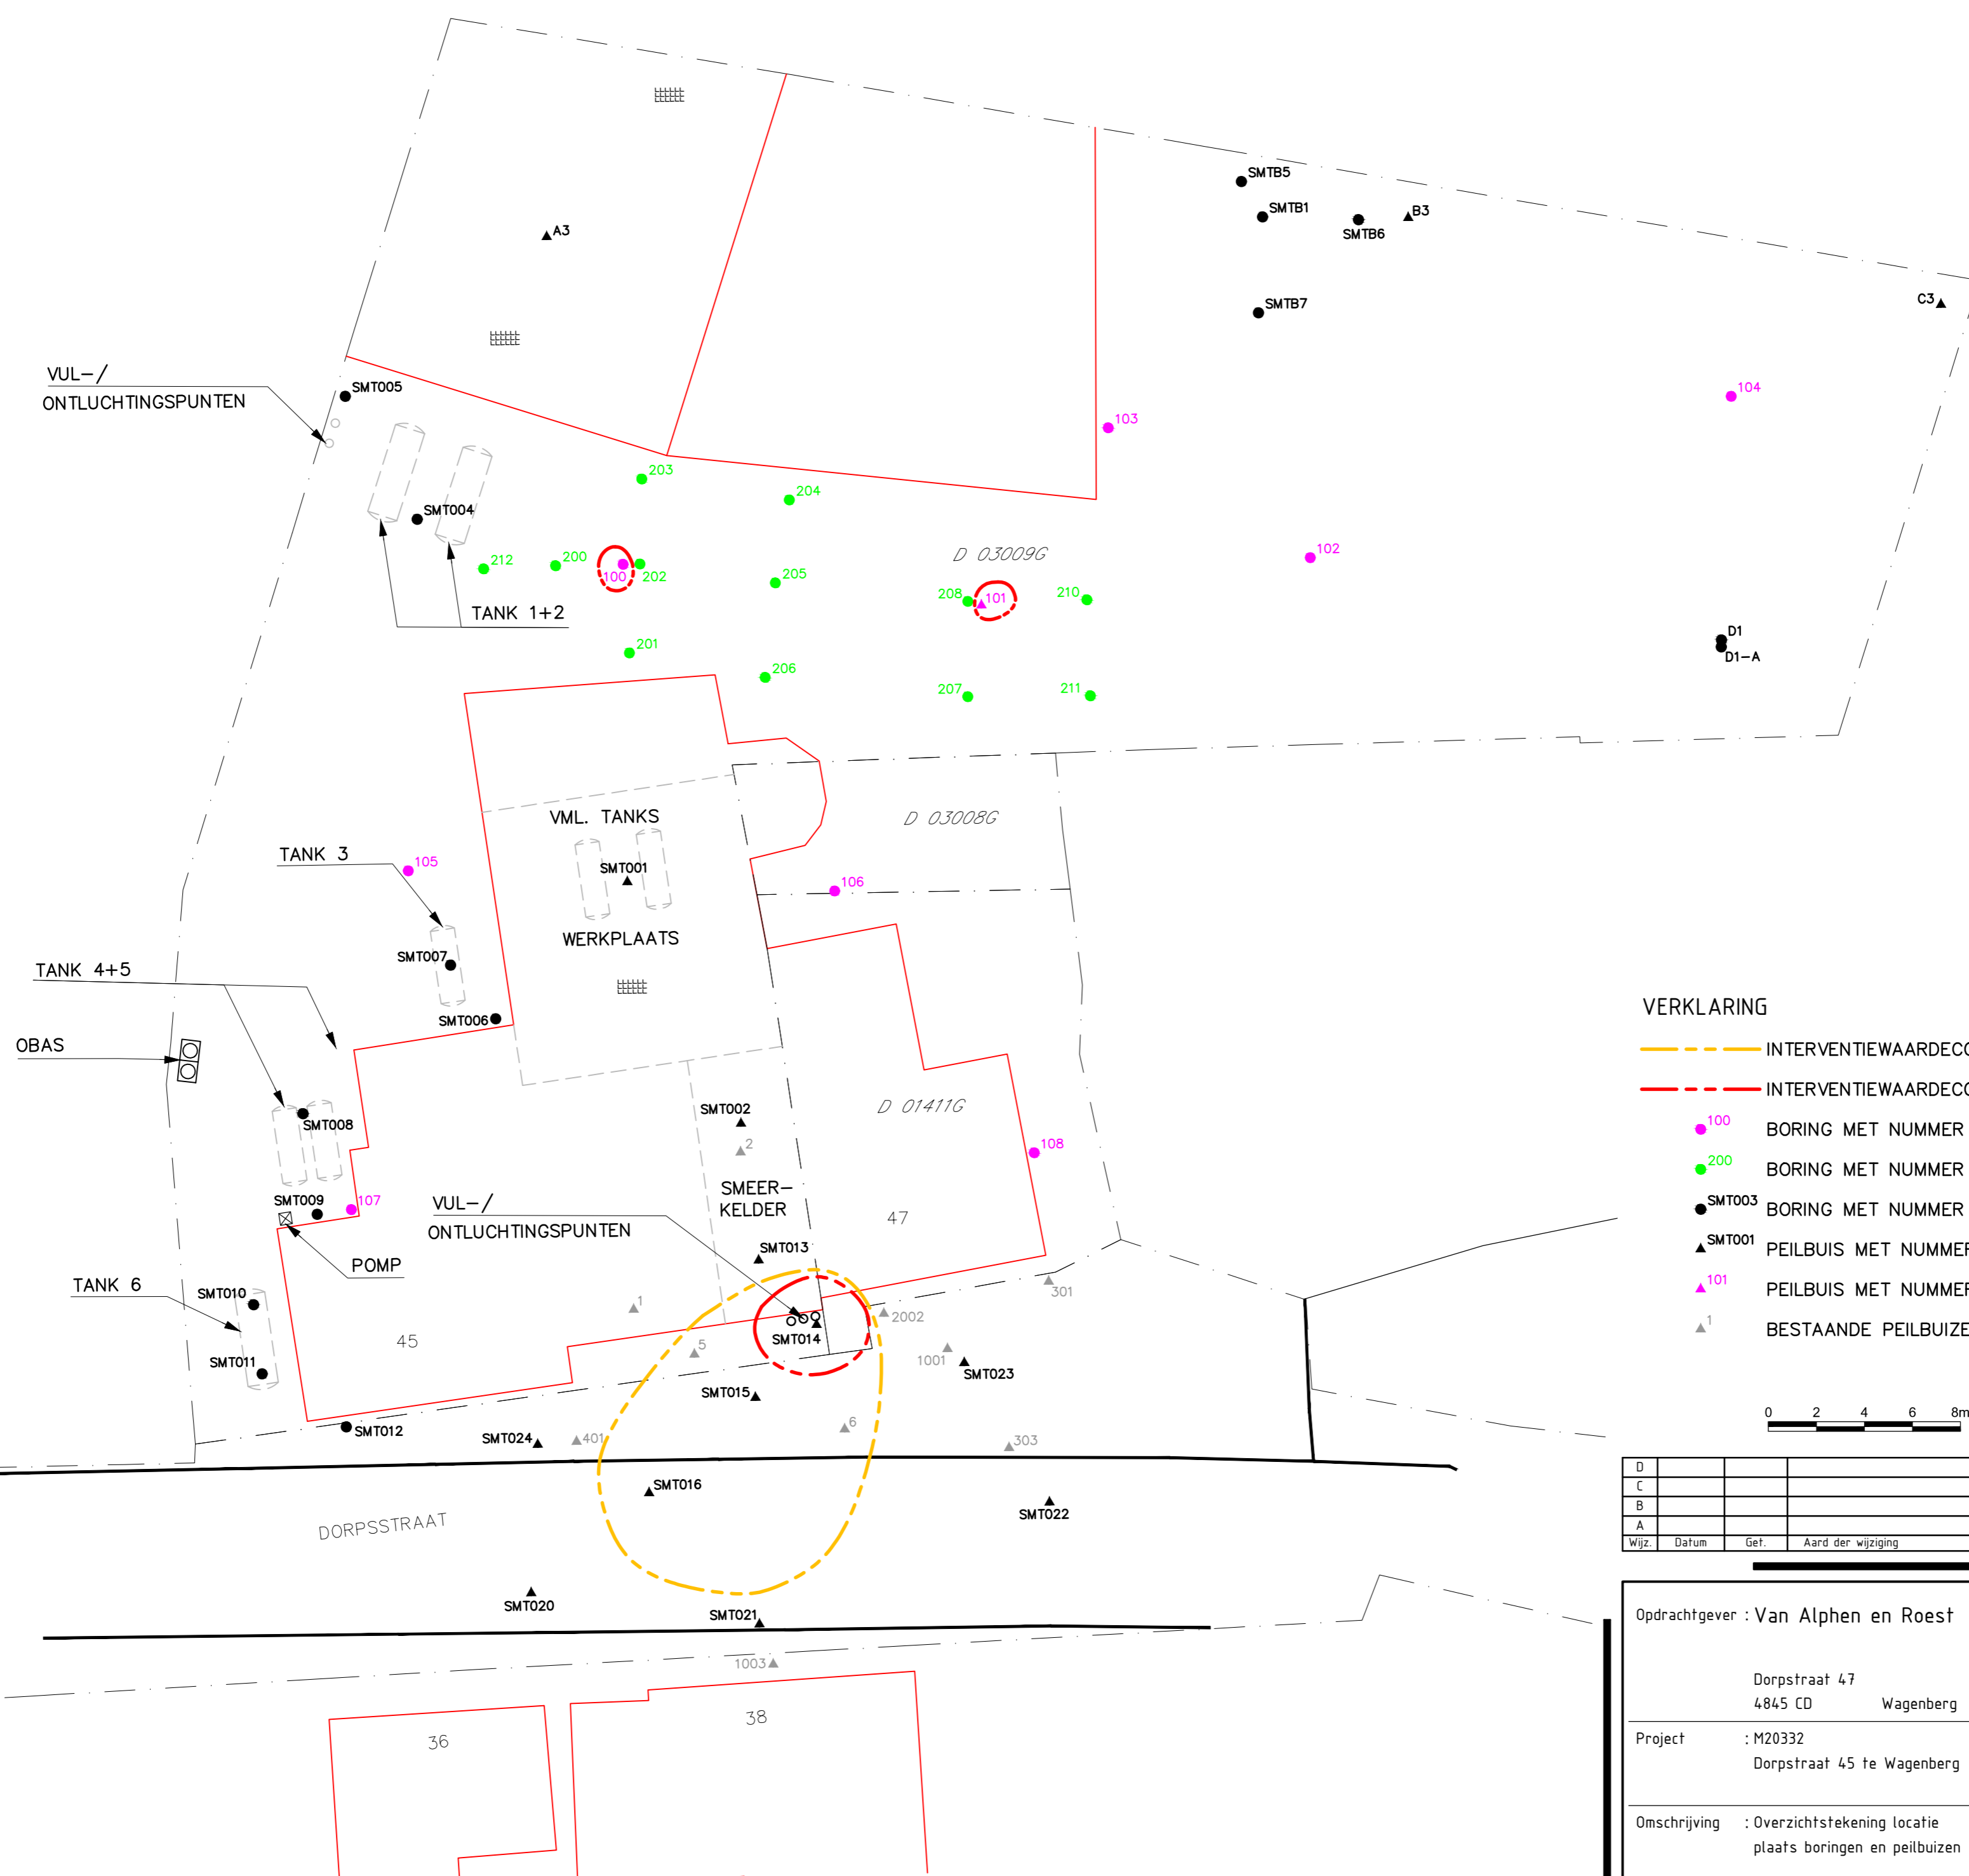 SMTB5
SMTB1
SMTB6
B3
A3
C3
SMTB7
VUL-/
ONTLUCHTINGSPUNTEN
SMT005
104
103
203
204
SMT004
D 03009G
102
212
200
100
202
205
208
101
210
TANK 1+2
201
D1
D1-A
206
207
211
VML. TANKS
D 03008G
TANK 3
105
SMT001
106
WERKPLAATS
SMT007
TANK 4+5
SMT006
OBAS
SMT008
SMT002
2
D 01411G
108
SMT009
107
SMEER-
KELDER
VUL-/
ONTLUCHTINGSPUNTEN
47
POMP
SMT013
TANK 6
SMT010
301
1
2002
45
SMT014
5
1001
SMT023
SMT011
SMT015
6
SMT012
SMT024
401
303
SMT016
SMT022
DORPSSTRAAT
SMT020
SMT021
1003
36
38
VERKLARING
INTERVENTIEWAARDECO
INTERVENTIEWAARDECO
100 BORING MET NUMMER
200 BORING MET NUMMER
SMT003 BORING MET NUMMER
SMT001 PEILBUIS MET NUMMER
101 PEILBUIS MET NUMMER
1 BESTAANDE PEILBUIZE
0 2 4 6 8m
D
C
B
A
Wijz. Datum Get. Aard der wijziging
Opdrachtgever : Van Alphen en Roest
Dorpstraat 47
4845 CD Wagenberg
Project : M20332
Dorpstraat 45 te Wagenberg
Omschrijving : Overzichtstekening locatie
plaats boringen en peilbuizen